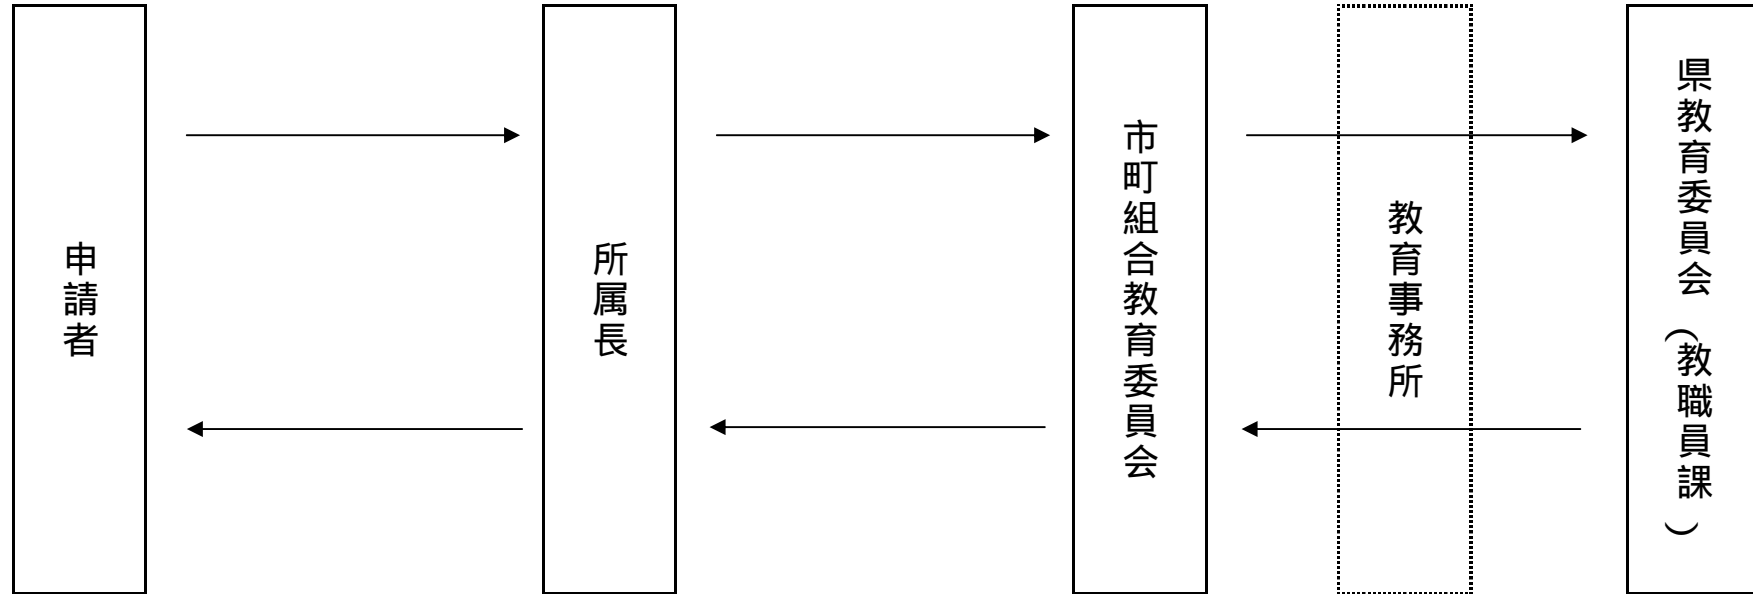 申請者
所属長
市町組合教育委員会
教育事務所
県教育委員会（教職員課）